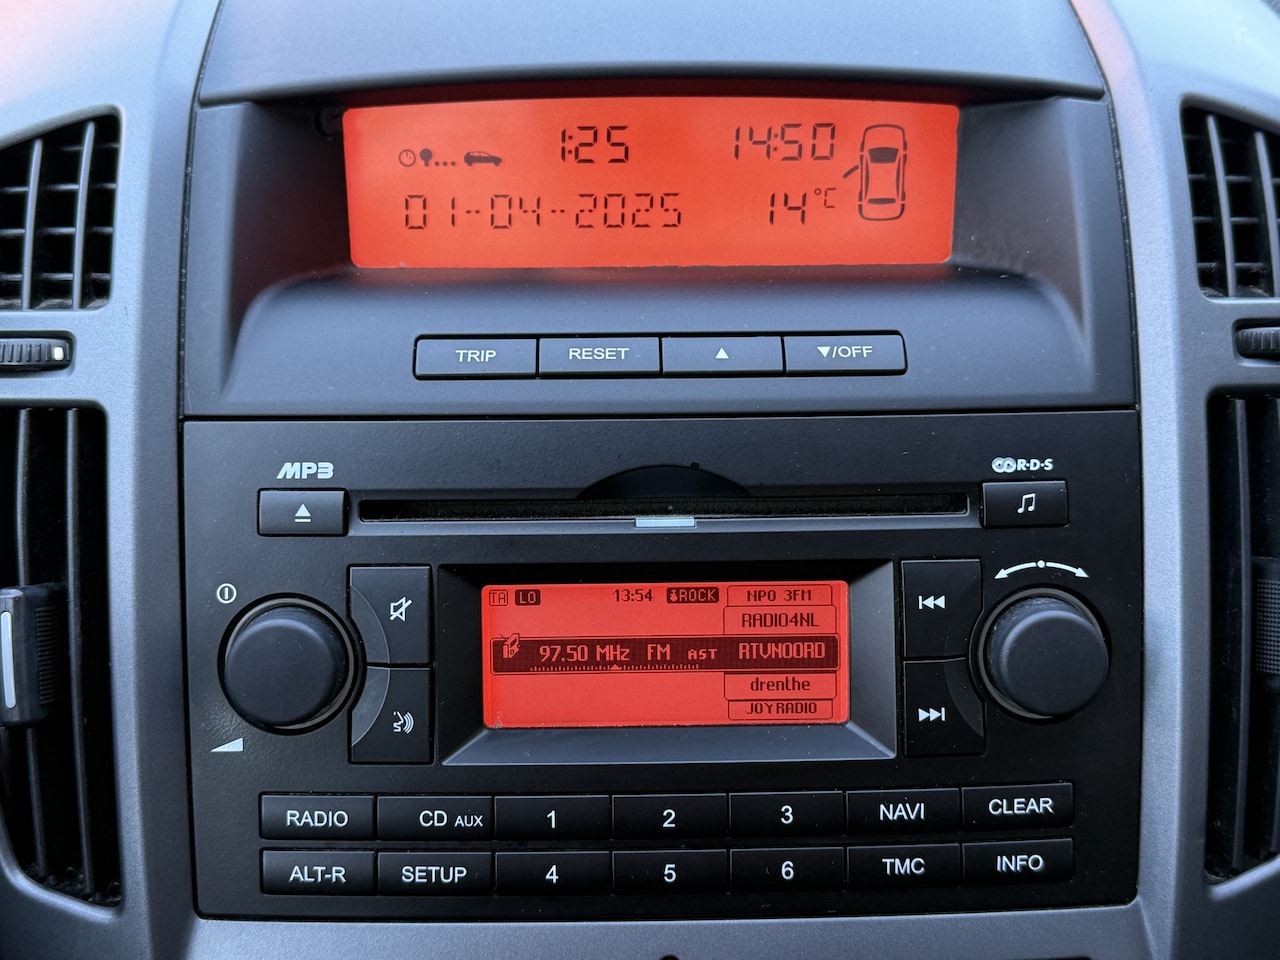 1:25 14:50
01-04-2025 14°C
TRIP RESET ▲ ▼/OFF
MP3 R·D·S
TA LO 13:54 ROCK NPO 3FM
RADIO4NL
97.50 MHz FM AST RTVNOORD
drenthe
JOYRADIO
RADIO CD AUX 1 2 3 NAVI CLEAR
ALT-R SETUP 4 5 6 TMC INFO